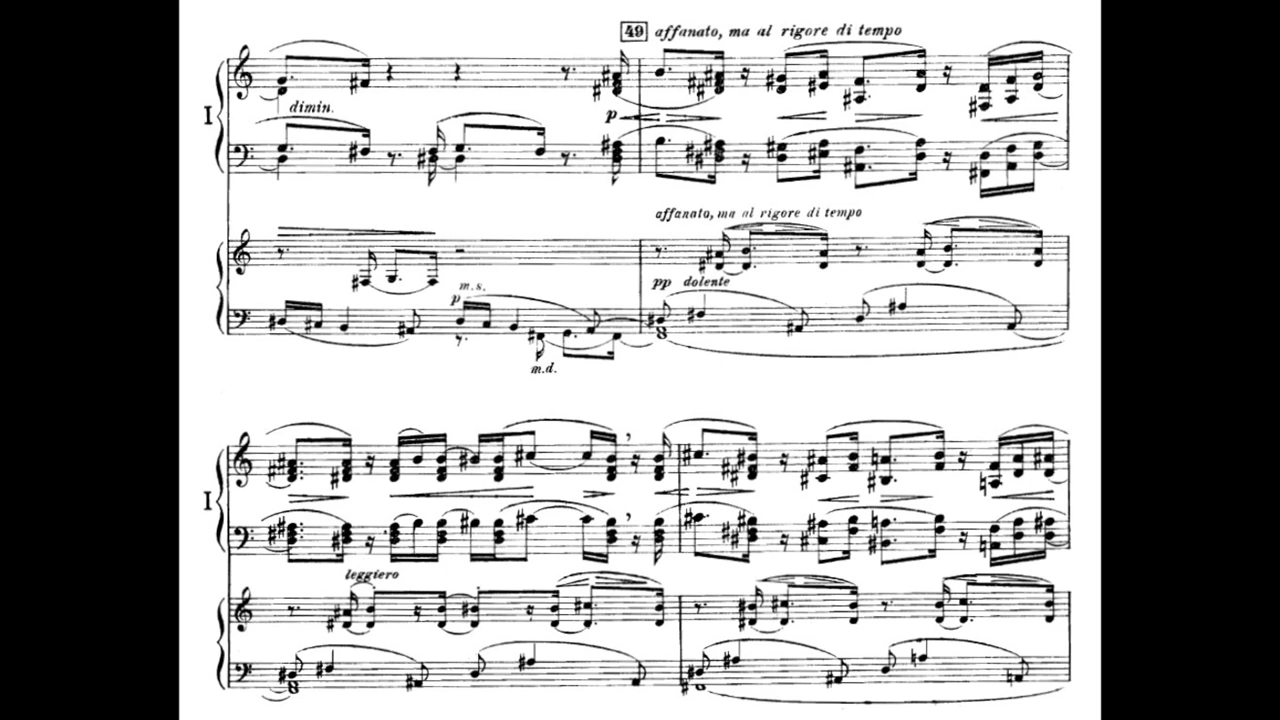 49 affanato, ma al rigore di tempo
I
dimin.
p
affanato, ma al rigore di tempo
m.s.
p
pp dolente
m.d.
I
leggiero